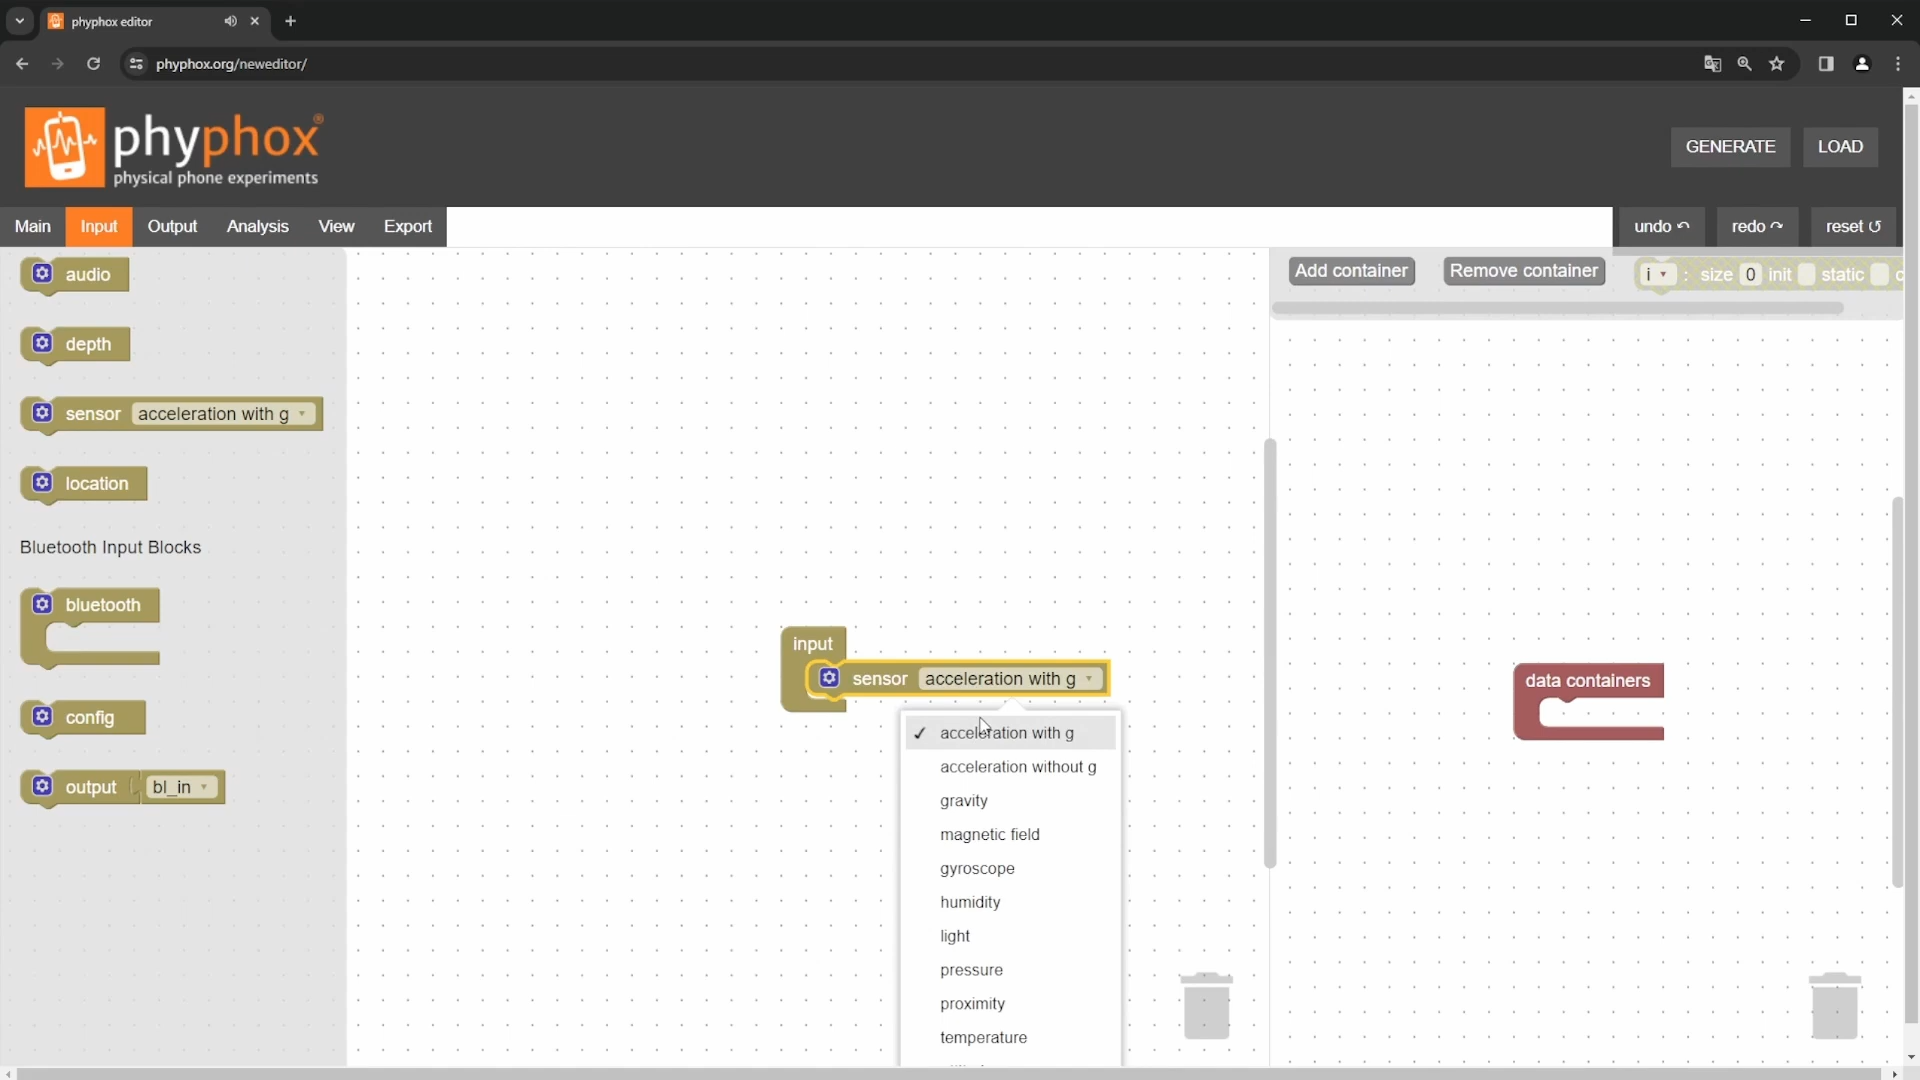 phyphox editor
phyphox.org/neweditor/
phyphox®
physical phone experiments
GENERATE LOAD
Main Input Output Analysis View Export undo redo reset
audio
depth
sensor acceleration with g
location
Bluetooth Input Blocks
bluetooth
config
output bl_in
input
sensor acceleration with g
✓ acceleration with g
acceleration without g
gravity
magnetic field
gyroscope
humidity
light
pressure
proximity
temperature
Add container Remove container i : size 0 init static
data containers